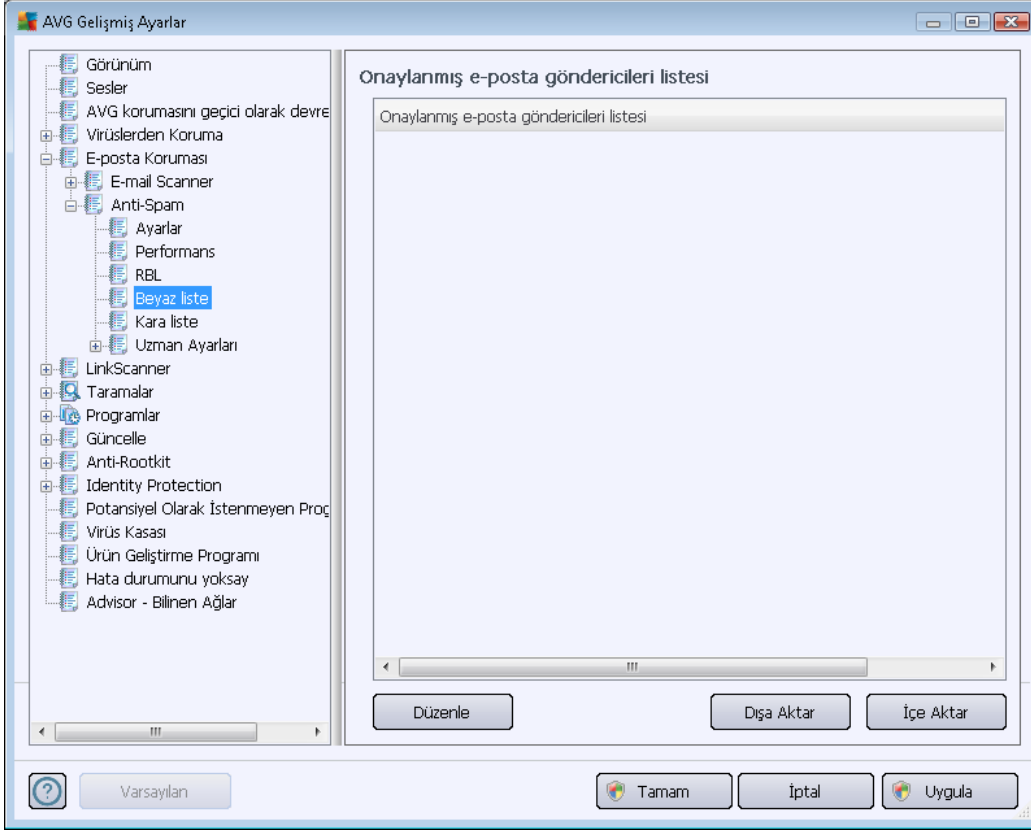 AVG Gelişmiş Ayarlar
Görünüm
Sesler
AVG korumasını geçici olarak devre
Virüslerden Koruma
E-posta Koruması
E-mail Scanner
Anti-Spam
Ayarlar
Performans
RBL
Beyaz liste
Kara liste
Uzman Ayarları
LinkScanner
Taramalar
Programlar
Güncelle
Anti-Rootkit
Identity Protection
Potansiyel Olarak İstenmeyen Prog
Virüs Kasası
Ürün Geliştirme Programı
Hata durumunu yoksay
Advisor - Bilinen Ağlar
Onaylanmış e-posta göndericileri listesi
Onaylanmış e-posta göndericileri listesi
Düzenle
Dışa Aktar
İçe Aktar
Varsayılan
Tamam
İptal
Uygula